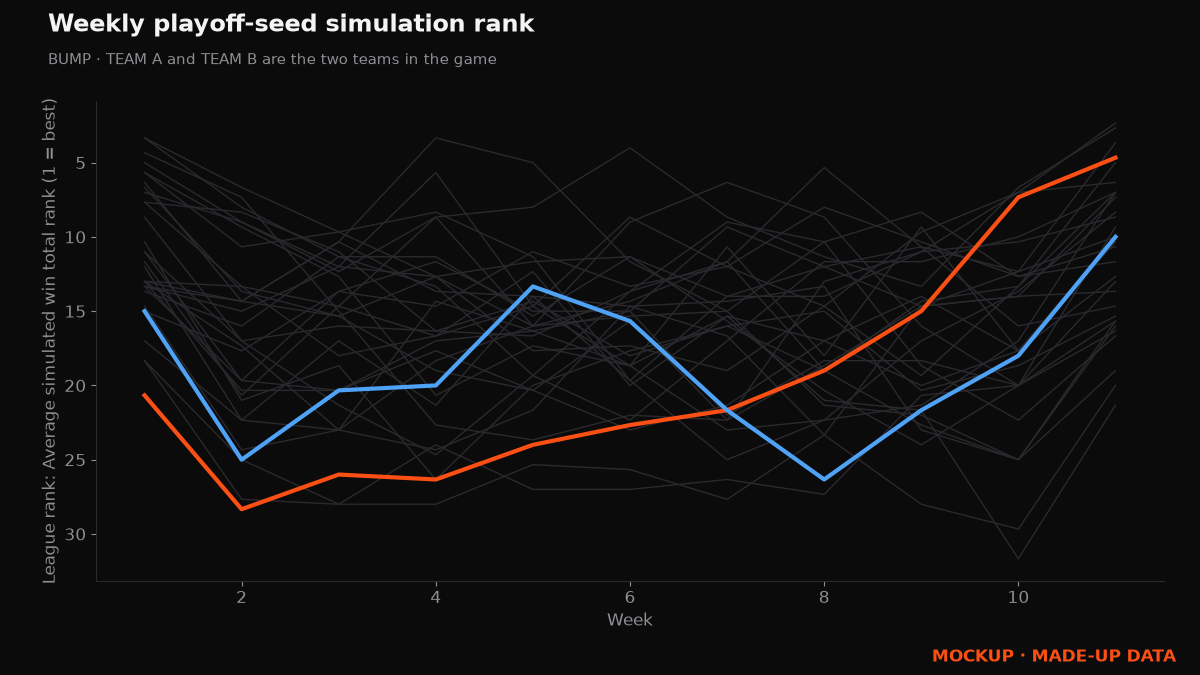 Weekly playoff-seed simulation rank
BUMP · TEAM A and TEAM B are the two teams in the game
League rank: Average simulated win total rank (1 = best)
5
10
15
20
25
30
2
4
6
8
10
Week
MOCKUP · MADE-UP DATA